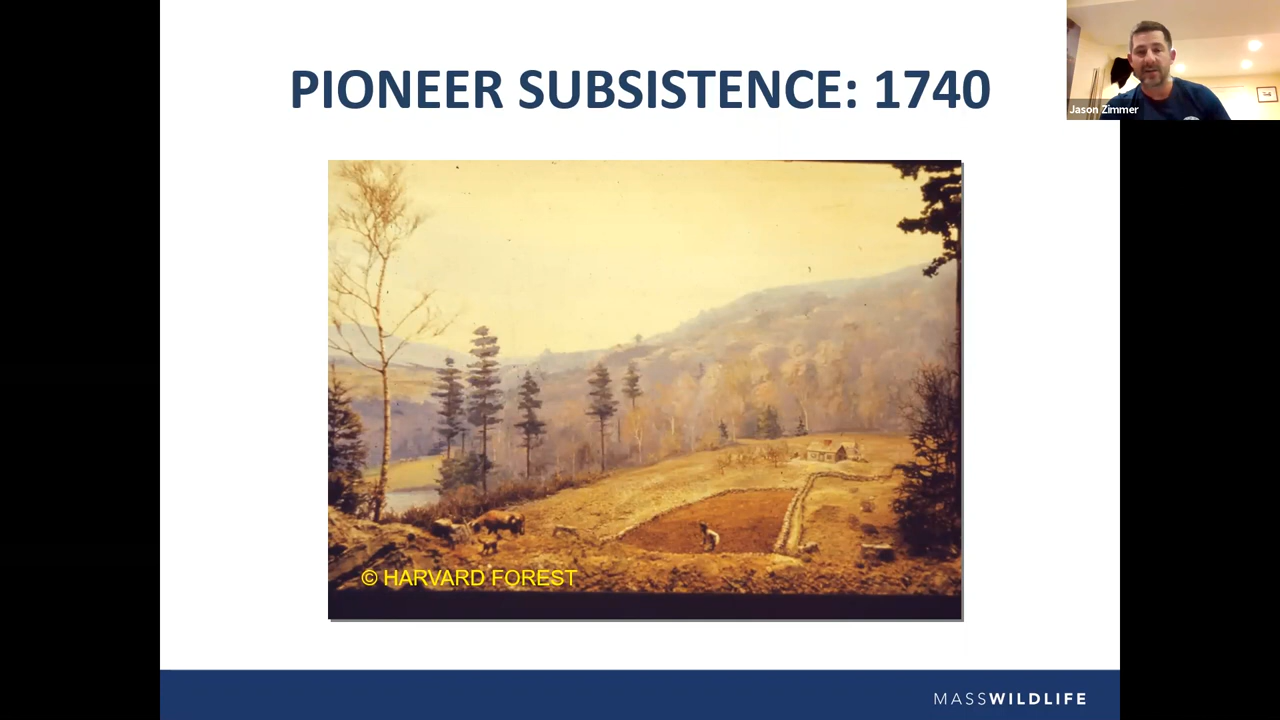 PIONEER SUBSISTENCE: 1740
Jason Zimmer
© HARVARD FOREST
MASSWILDLIFE